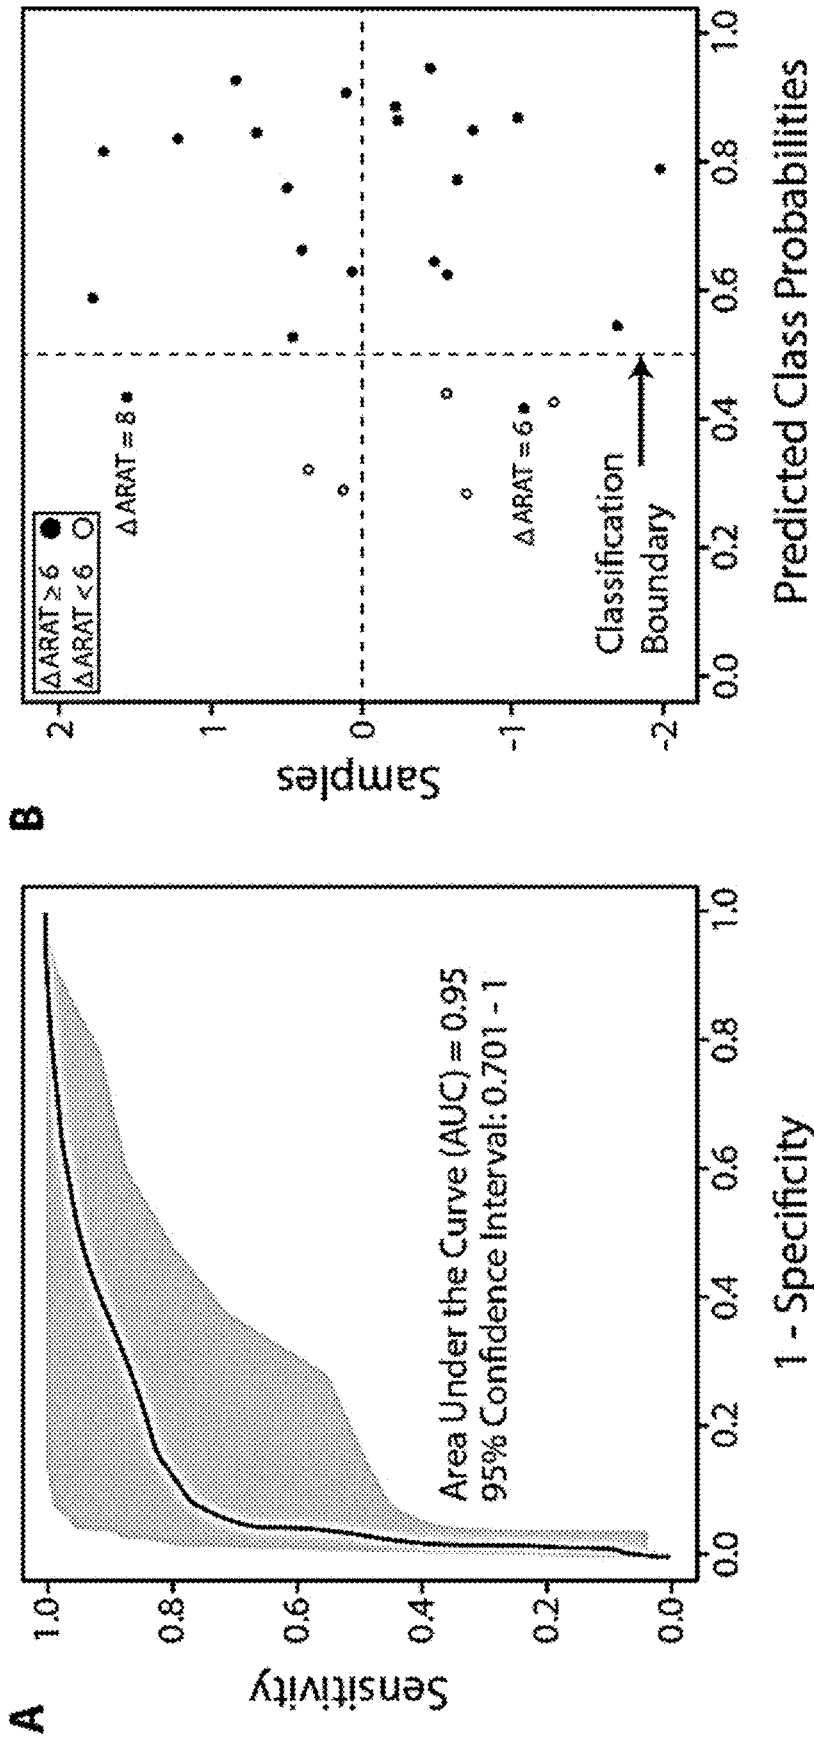 A
Sensitivity
1.0
0.8
0.6
0.4
0.2
0.0
Area Under the Curve (AUC) = 0.95
95% Confidence Interval: 0.701 - 1
0.0 0.2 0.4 0.6 0.8 1.0
1 - Specificity
B
Samples
2
1
0
-1
-2
ΔARAT ≥ 6
ΔARAT < 6
ΔARAT = 8
ΔARAT = 6
Classification
Boundary
0.0 0.2 0.4 0.6 0.8 1.0
Predicted Class Probabilities